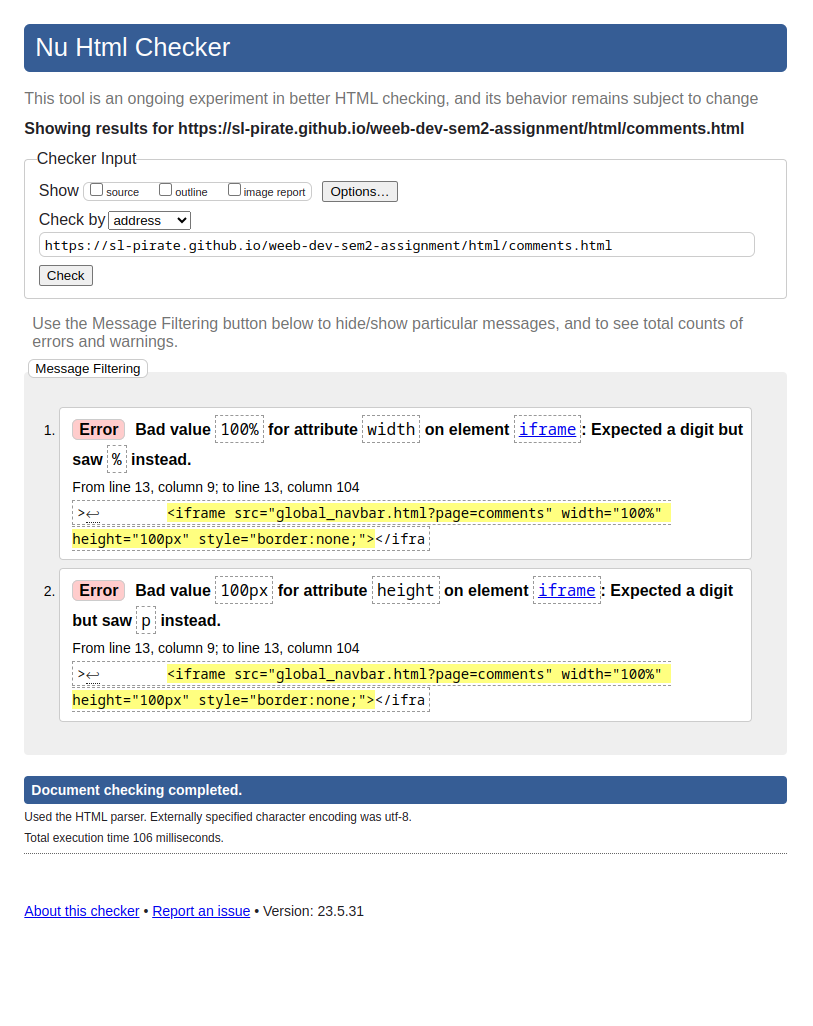 Nu Html Checker
This tool is an ongoing experiment in better HTML checking, and its behavior remains subject to change
Showing results for https://sl-pirate.github.io/weeb-dev-sem2-assignment/html/comments.html
Checker Input
Show source outline image report Options...
Check by address
https://sl-pirate.github.io/weeb-dev-sem2-assignment/html/comments.html
Check
Use the Message Filtering button below to hide/show particular messages, and to see total counts of
errors and warnings.
Message Filtering
1. Error Bad value 100% for attribute width on element iframe: Expected a digit but
saw % instead.
From line 13, column 9; to line 13, column 104
>↩ <iframe src="global_navbar.html?page=comments" width="100%"
height="100px" style="border:none;"></ifra
2. Error Bad value 100px for attribute height on element iframe: Expected a digit
but saw p instead.
From line 13, column 9; to line 13, column 104
>↩ <iframe src="global_navbar.html?page=comments" width="100%"
height="100px" style="border:none;"></ifra
Document checking completed.
Used the HTML parser. Externally specified character encoding was utf-8.
Total execution time 106 milliseconds.
About this checker • Report an issue • Version: 23.5.31